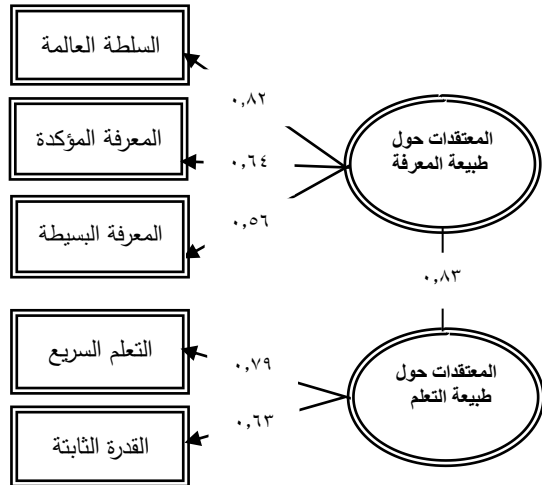 السلطة العالمة
٠,٨٢
المعرفة المؤكدة
المعتقدات حول
طبيعة المعرفة
٠,٦٤
المعرفة البسيطة
٠,٥٦
٠,٨٣
التعلم السريع
٠,٧٩
المعتقدات حول
طبيعة التعلم
القدرة الثابتة
٠,٦٣